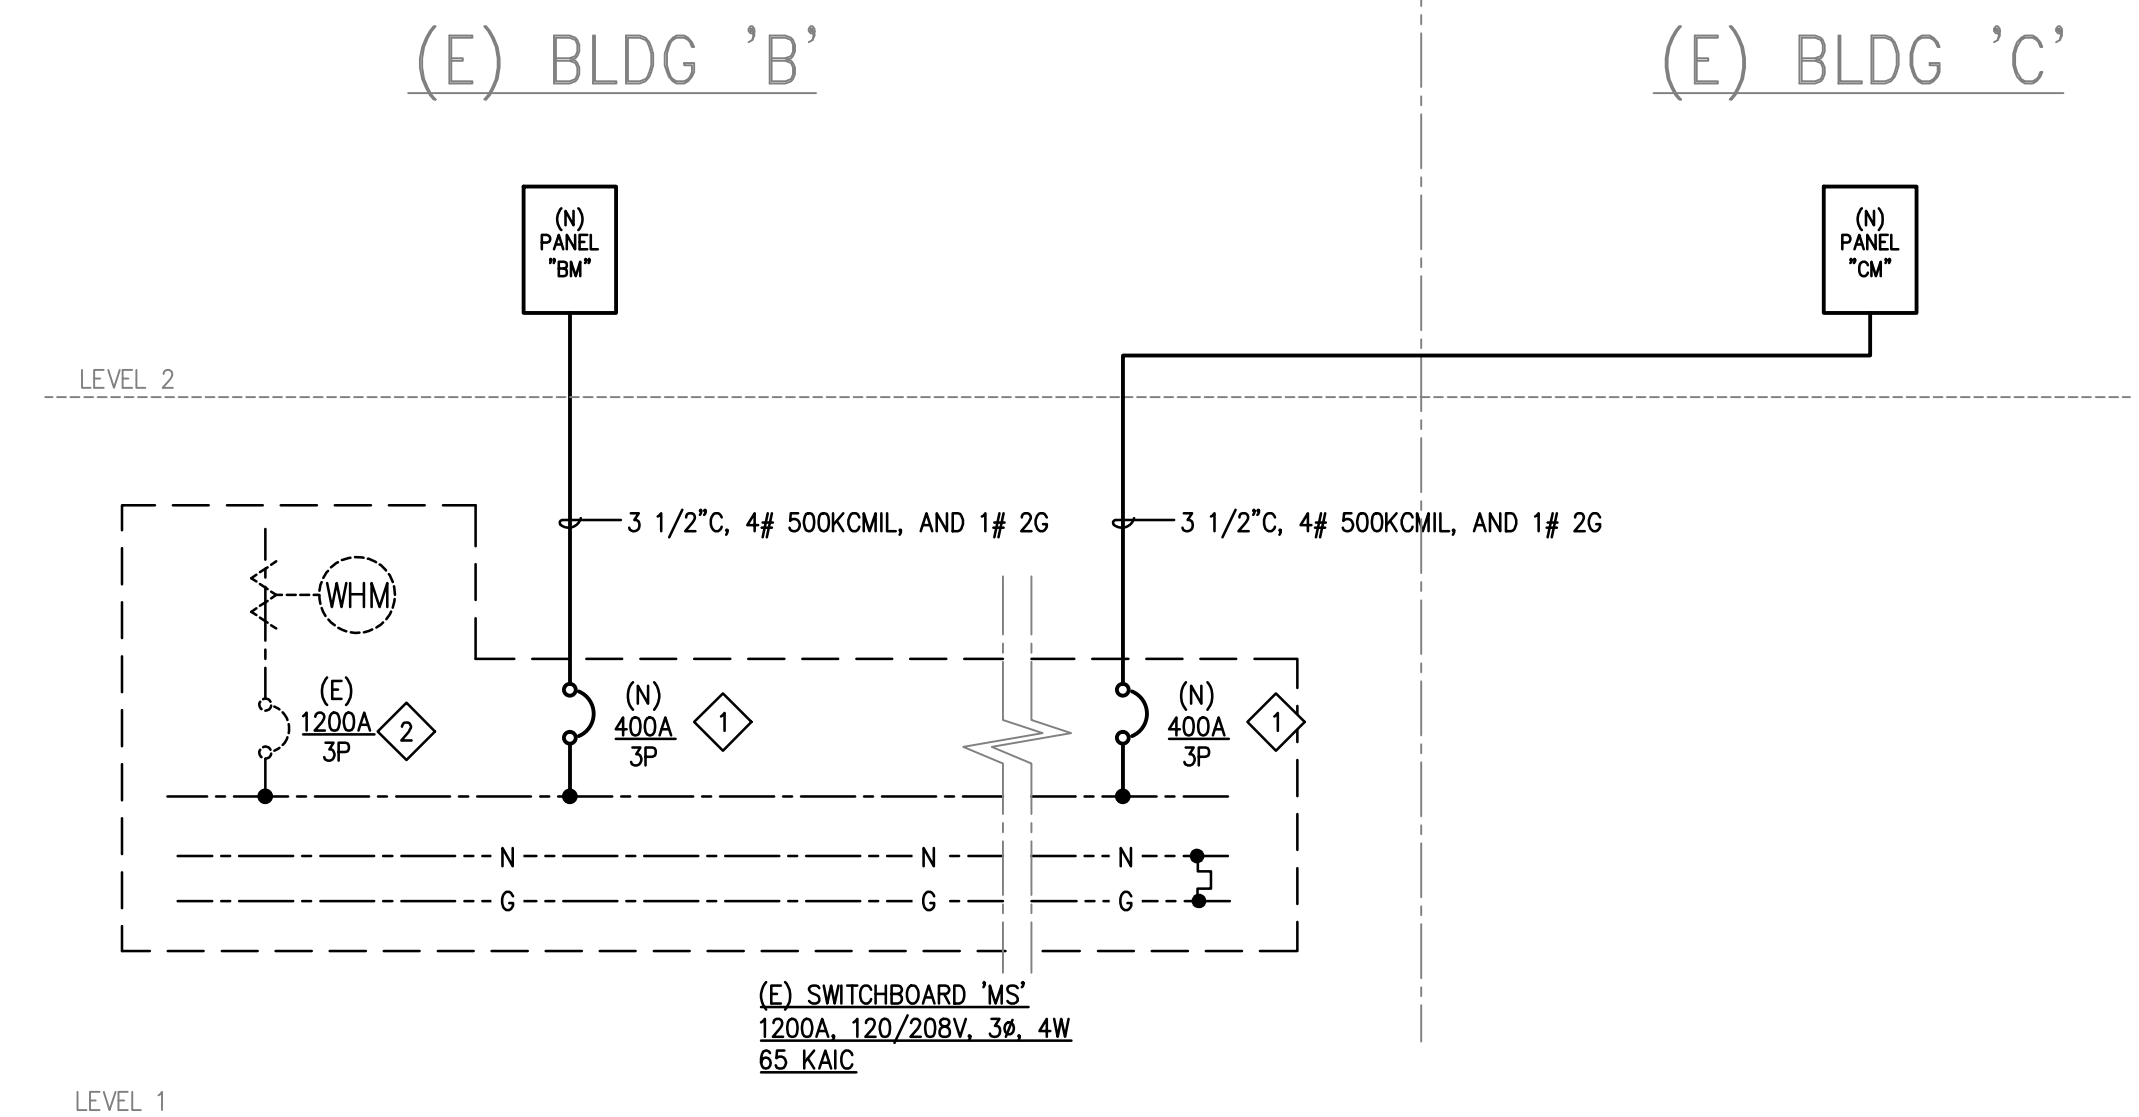 (E) BLDG 'B'
(E) BLDG 'C'
(N)
PANEL
"BM"
(N)
PANEL
"CM"
LEVEL 2
3 1/2"C, 4# 500KCMIL, AND 1# 2G
3 1/2"C, 4# 500KCMIL, AND 1# 2G
WHM
(E)
1200A
3P
2
(N)
400A
3P
1
(N)
400A
3P
1
N
N
N
G
G
G
(E) SWITCHBOARD 'MS'
1200A, 120/208V, 3ø, 4W
65 KAIC
LEVEL 1